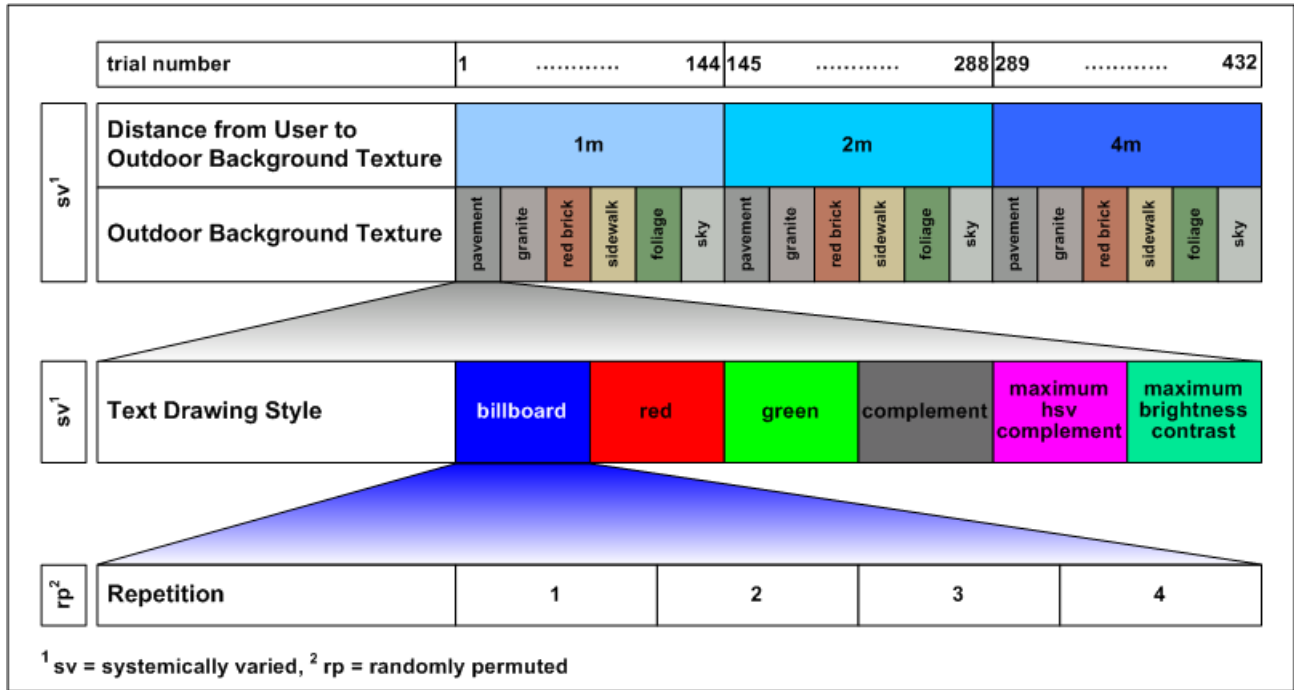 trial number 1 ............ 144 145 ............ 288 289 ............ 432
sv¹
Distance from User to
Outdoor Background Texture
1m 2m 4m
Outdoor Background Texture
pavement granite red brick sidewalk foliage sky pavement granite red brick sidewalk foliage sky pavement granite red brick sidewalk foliage sky
sv¹
Text Drawing Style
billboard red green complement
maximum
hsv
complement
maximum
brightness
contrast
rp²
Repetition 1 2 3 4
¹ sv = systemically varied, ² rp = randomly permuted